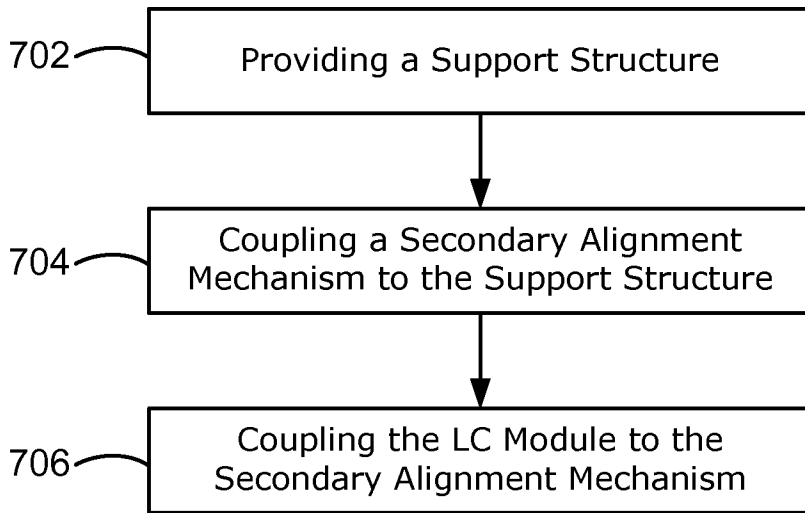 702
Providing a Support Structure
704
Coupling a Secondary Alignment
Mechanism to the Support Structure
706
Coupling the LC Module to the
Secondary Alignment Mechanism